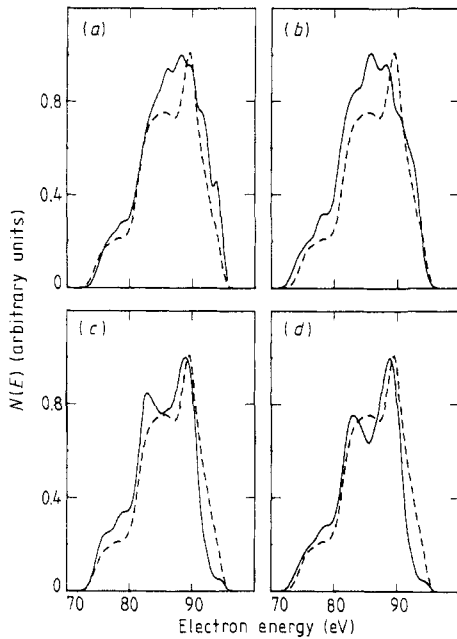 (a)
(b)
0.8
0.4
0
N(E) (arbitrary units)
(c)
(d)
0.8
0.4
0
70 80 90 70 80 90
Electron energy (eV)